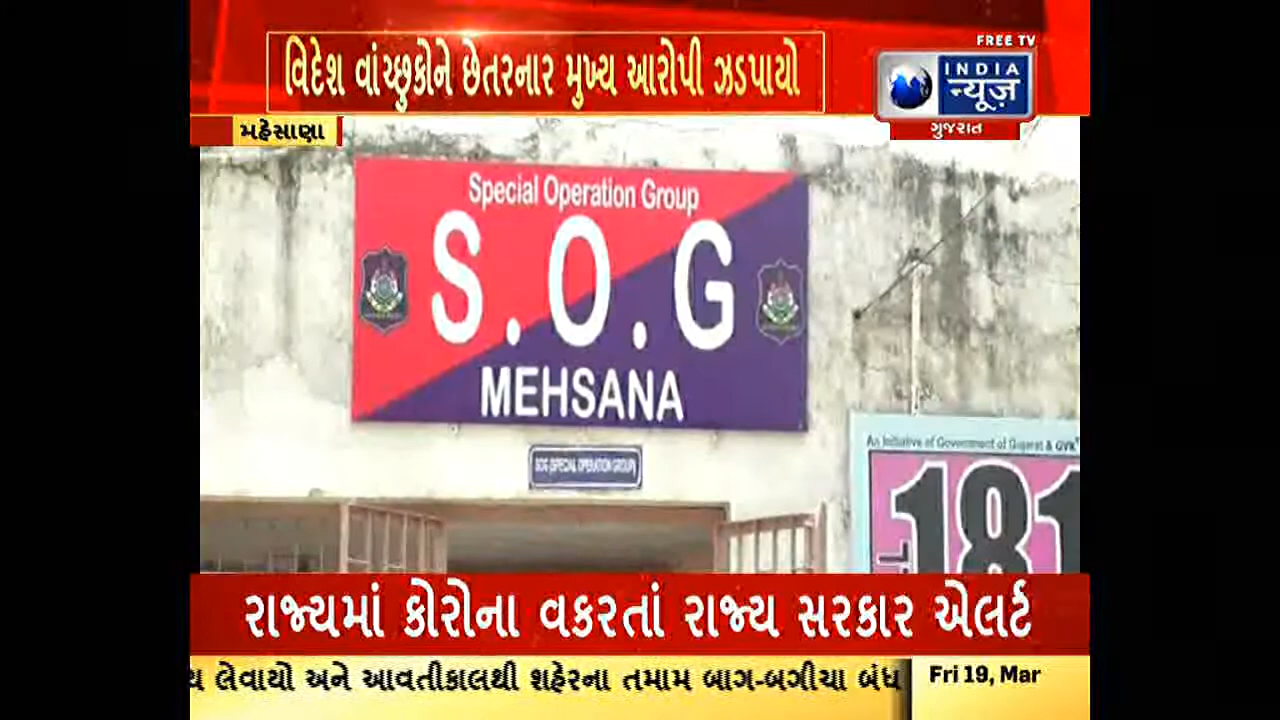 FREE TV
વિદેશ વાંચ્છુકોને છેતરનાર મુખ્ય આરોપી ઝડપાયો
INDIA
न्यूज़
ગુજરાત
મહેસાણા
Special Operation Group
S.O.G
MEHSANA
SOG (SPECIAL OPERATION GROUP)
An Initiative of Government of Gujarat & GVK
181
રાજ્યમાં કોરોના વકરતાં રાજ્ય સરકાર એલર્ટ
લેવાયો અને આવતીકાલથી શહેરના તમામ બાગ-બગીચા બંધ
Fri 19, Mar